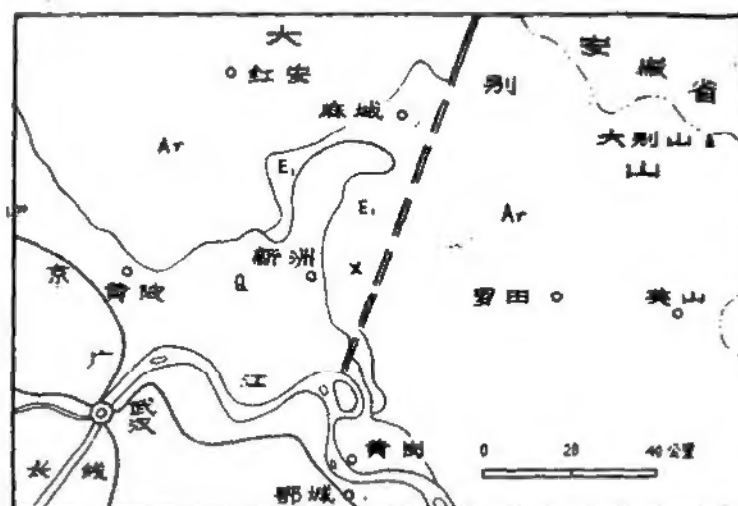 大
红安
别
安徽省
麻城
大别山
山
Ar
E₁
E₁
Ar
新洲
京
黄陂
Q
x
罗田
英山
广
江
武汉
黄冈
0 20 40公里
长
线
鄂城